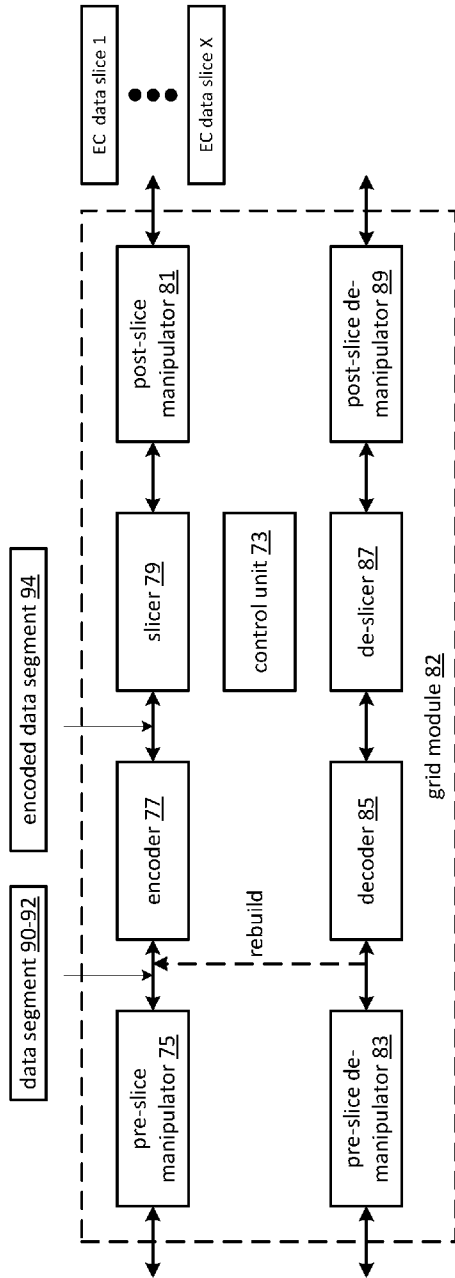 data segment 90-92
encoded data segment 94
EC data slice 1
EC data slice X
pre-slice
manipulator 75
encoder 77
slicer 79
post-slice
manipulator 81
rebuild
control unit 73
pre-slice de-
manipulator 83
decoder 85
de-slicer 87
post-slice de-
manipulator 89
grid module 82